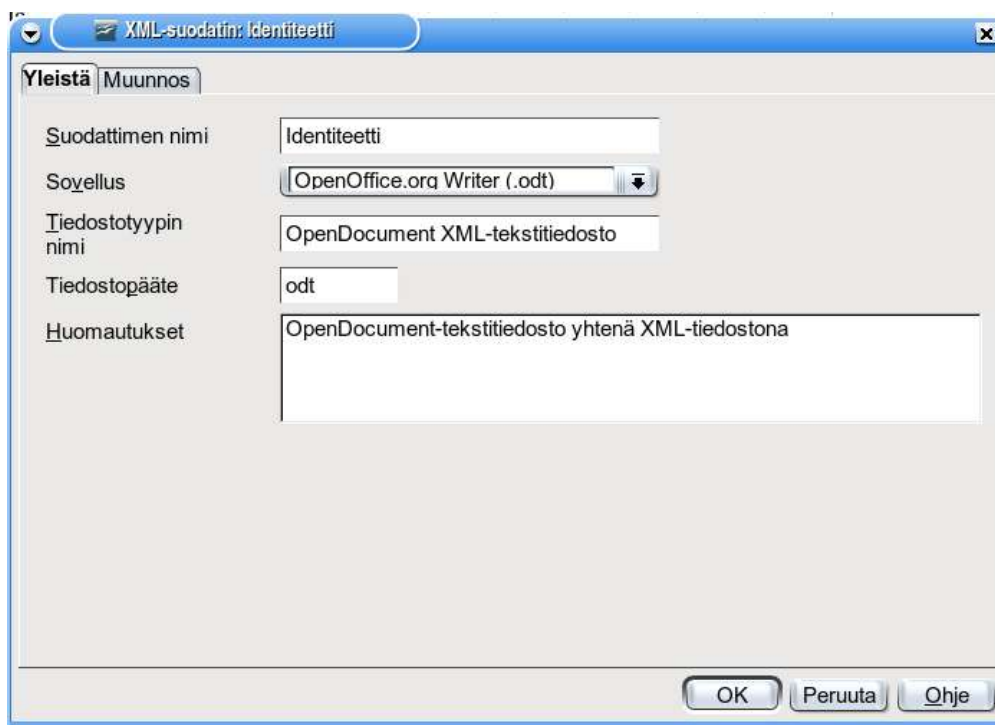 XML-suodatin: Identiteetti
Yleistä Muunnos
Suodattimen nimi Identiteetti
Sovellus OpenOffice.org Writer (.odt)
Tiedostotyypin
nimi OpenDocument XML-tekstitiedosto
Tiedostopääte odt
Huomautukset OpenDocument-tekstitiedosto yhtenä XML-tiedostona
OK Peruuta Ohje